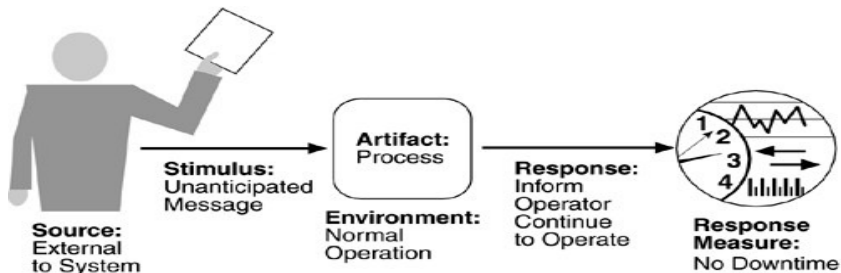 Source:
External
to System
Stimulus:
Unanticipated
Message
Artifact:
Process
Environment:
Normal
Operation
Response:
Inform
Operator
Continue
to Operate
1
2
3
4
Response
Measure:
No Downtime